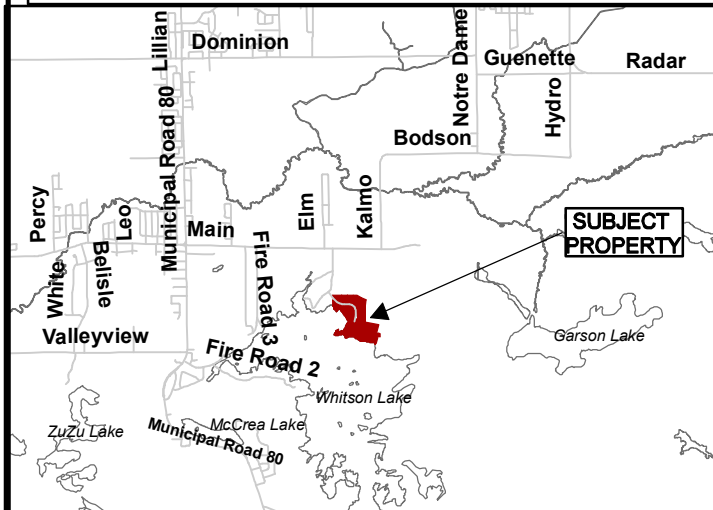 Dominion
Lillian
Notre Dame
Guenette
Radar
Hydro
Municipal Road 80
Bodson
Percy
Leo
Main
Elm
Kalmo
SUBJECT
PROPERTY
White
Belisle
Fire Road 3
Valleyview
Fire Road 2
Garson Lake
Whitson Lake
ZuZu Lake
McCrea Lake
Municipal Road 80